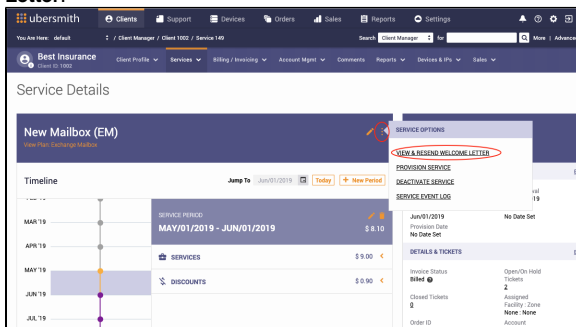 Letter.
ubersmith Clients Support Devices Orders Sales Reports Settings
You Are Here: default / Client Manager / Client 1002 / Service 149 Search Client Manager for More | Advance
Best Insurance Client Profile Services Billing / Invoicing Account Mgmt Comments Reports Devices & IPs Sales
Client ID: 1002
Service Details
New Mailbox (EM)
View Plan: Exchange Mailbox
SERVICE OPTIONS
VIEW & RESEND WELCOME LETTER
PROVISION SERVICE
DEACTIVATE SERVICE
SERVICE EVENT LOG
Timeline Jump To Jun/01/2019 Today + New Period
MAR '19
APR '19
MAY '19
JUN '19
JUL '19
SERVICE PERIOD
MAY/01/2019 - JUN/01/2019 $ 8.10
SERVICES $ 9.00
DISCOUNTS $ 0.90
Jun/01/2019 No Date Set
Provision Date
No Date Set
DETAILS & TICKETS
Invoice Status Open/On Hold
Billed Tickets
2
Closed Tickets Assigned
0 Facility : Zone
None : None
Order ID Account